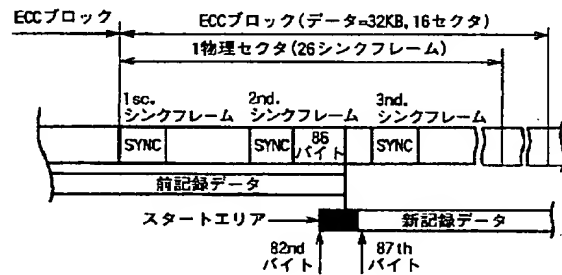 ECCブロック
ECCブロック(データ=32KB,16セクタ)
1物理セクタ(26シンクフレーム)
1sc.
シンクフレーム
2nd.
シンクフレーム
3nd.
シンクフレーム
SYNC
SYNC
86
バイト
SYNC
前記録データ
スタートエリア
新記録データ
82nd
バイト
87th
バイト